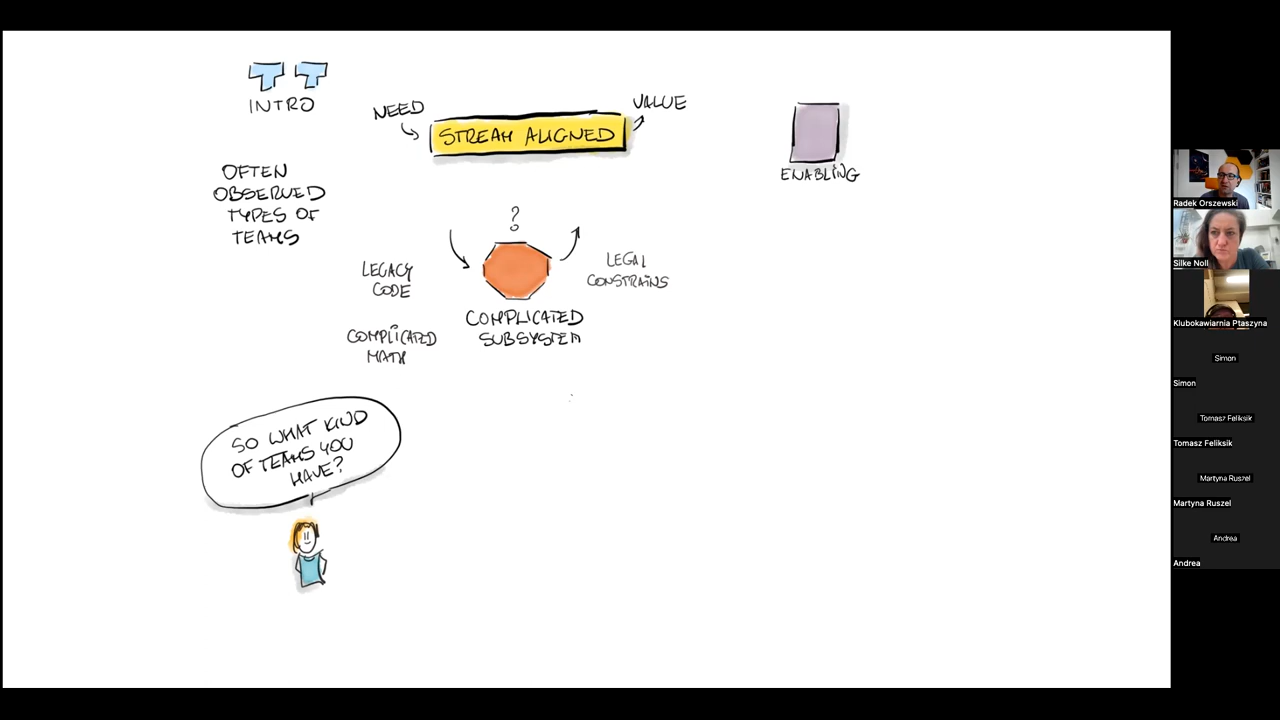 INTRO
OFTEN
OBSERVED
TYPES OF
TEAMS
NEED
STREAM ALIGNED
VALUE
?
LEGACY
CODE
COMPLICATED
MATH
LEGAL
CONSTRAINS
COMPLICATED
SUBSYSTEM
ENABLING
SO WHAT KIND
OF TEAMS YOU
HAVE?
Radek Orszewski
Silke Noll
Klubokawiarnia Ptaszyna
Simon
Simon
Tomasz Feliksik
Tomasz Feliksik
Martyna Ruszel
Martyna Ruszel
Andrea
Andrea